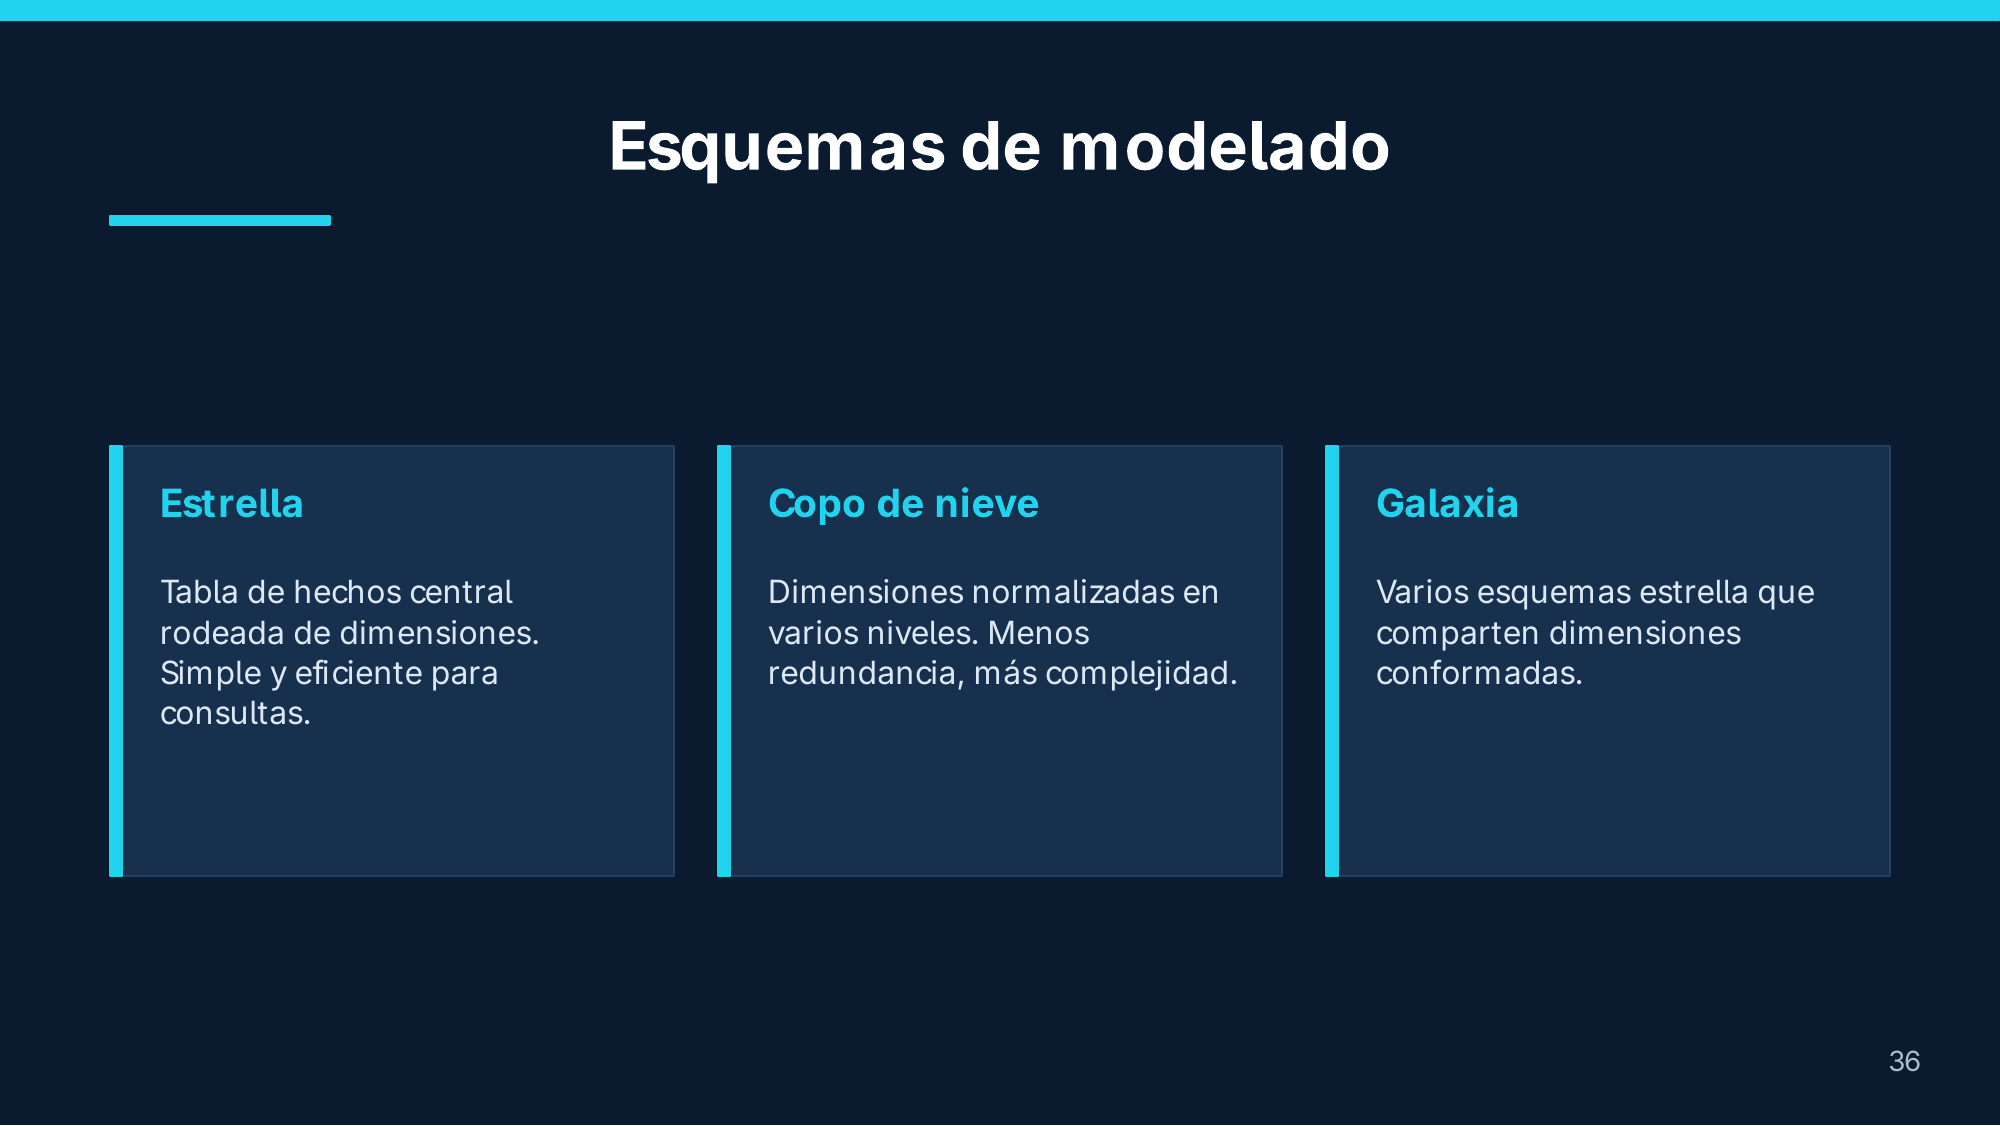 Esquemas de modelado
Estrella
Tabla de hechos central
rodeada de dimensiones.
Simple y eficiente para
consultas.
Copo de nieve
Dimensiones normalizadas en
varios niveles. Menos
redundancia, más complejidad.
Galaxia
Varios esquemas estrella que
comparten dimensiones
conformadas.
36